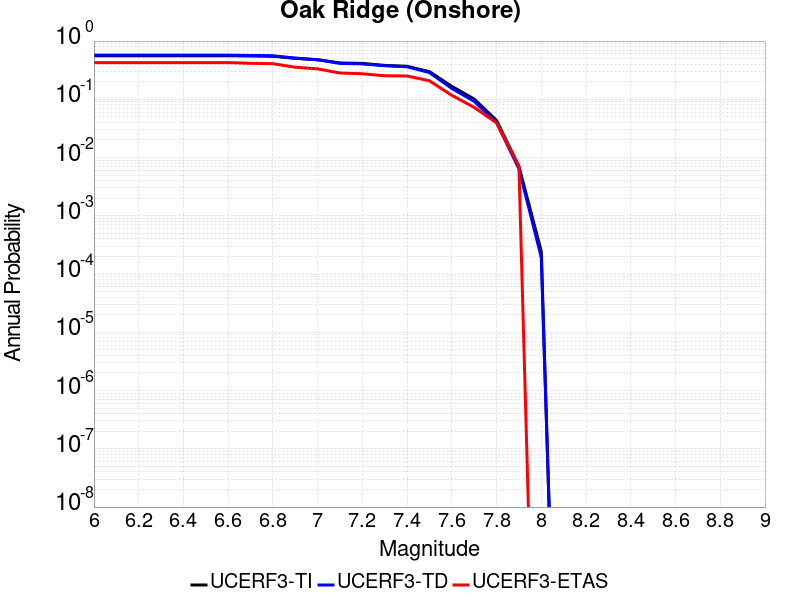 Oak Ridge (Onshore)
10^0
10^-1
10^-2
10^-3
10^-4
10^-5
10^-6
10^-7
10^-8
Annual Probability
6 6.2 6.4 6.6 6.8 7 7.2 7.4 7.6 7.8 8 8.2 8.4 8.6 8.8 9
Magnitude
UCERF3-TI UCERF3-TD UCERF3-ETAS